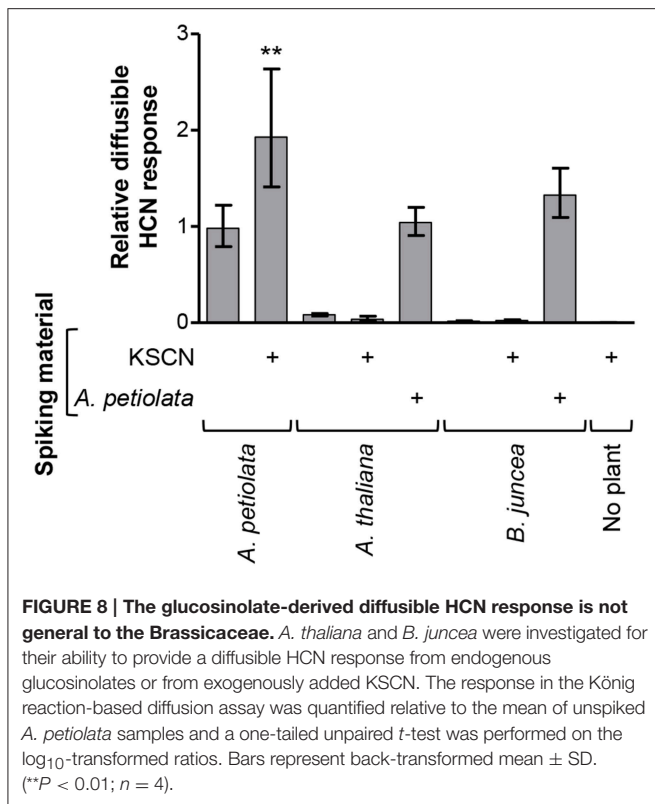 Relative diffusible
HCN response
3
2
1
0
**
Spiking material
KSCN + + + +
A. petiolata + +
A. petiolata
A. thaliana
B. juncea
No plant
FIGURE 8 | The glucosinolate-derived diffusible HCN response is not
general to the Brassicaceae. A. thaliana and B. juncea were investigated for
their ability to provide a diffusible HCN response from endogenous
glucosinolates or from exogenously added KSCN. The response in the König
reaction-based diffusion assay was quantified relative to the mean of unspiked
A. petiolata samples and a one-tailed unpaired t-test was performed on the
log10-transformed ratios. Bars represent back-transformed mean ± SD.
(**P < 0.01; n = 4).